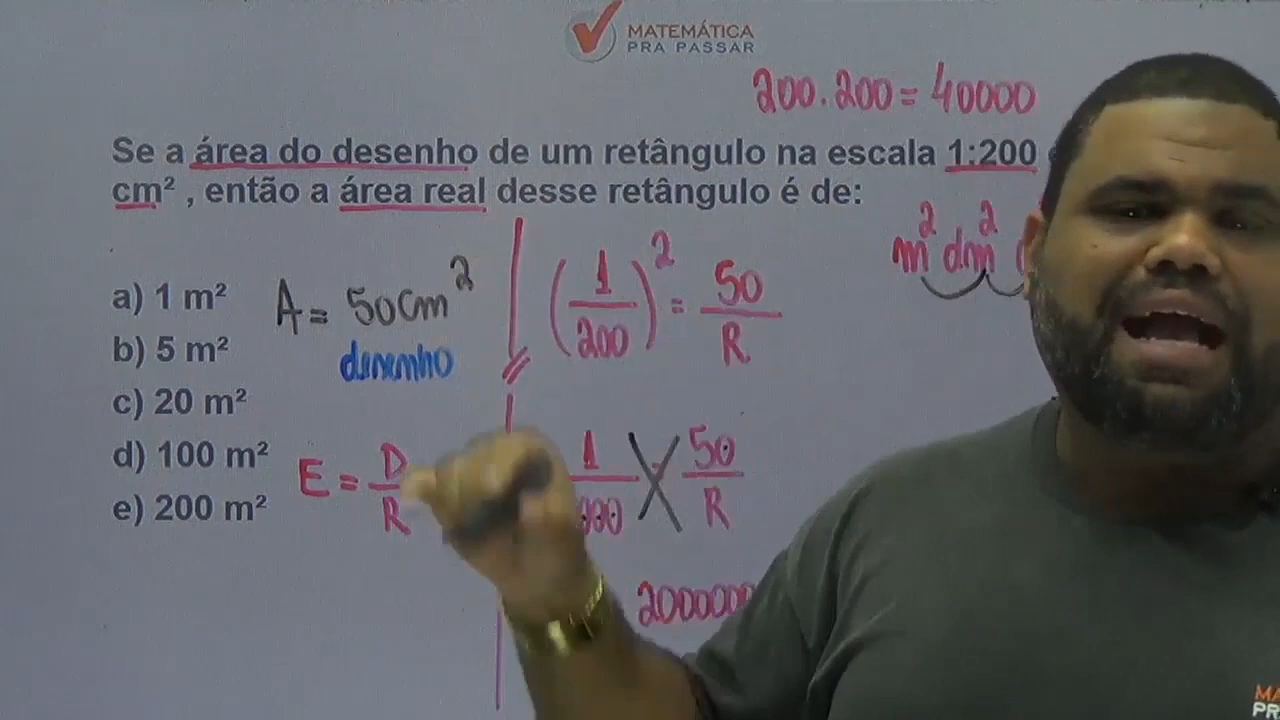 MATEMÁTICA
PRA PASSAR
200.200=40000
Se a área do desenho de um retângulo na escala 1:200
cm² , então a área real desse retângulo é de:
m² dm²
a) 1 m²
b) 5 m²
c) 20 m²
d) 100 m²
e) 200 m²
A= 50cm²
desenho
E = D/R
(1/200)² = 50/R
1
50/R
2000000